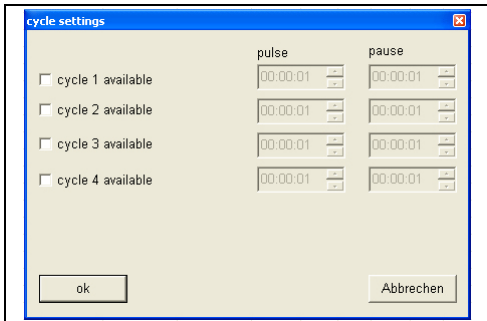 cycle settings
pulse pause
cycle 1 available 00:00:01 00:00:01
cycle 2 available 00:00:01 00:00:01
cycle 3 available 00:00:01 00:00:01
cycle 4 available 00:00:01 00:00:01
ok Abbrechen